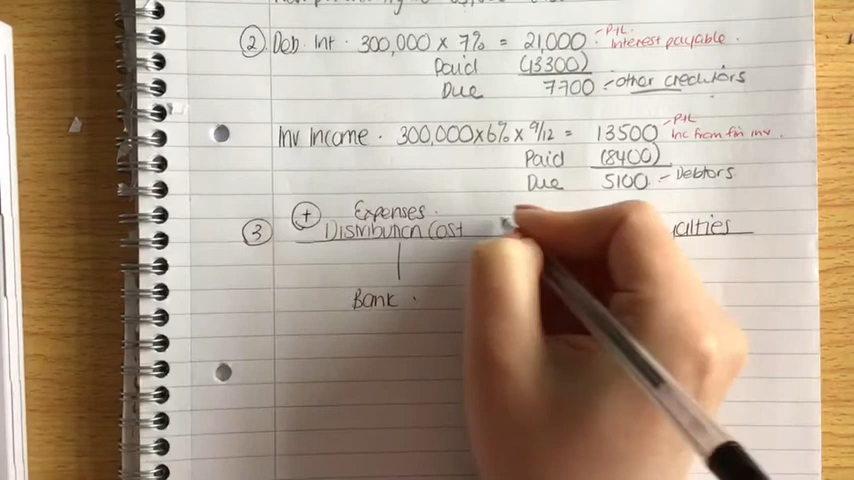 ② Deb. Int. 300,000 x 7% = 21,000 - P+L Interest payable.
Paid (13300)
Due 7700 - other creditors
Inv Income. 300,000 x 6% x 9/12 = 13500 - P+L Inc from fin inv.
Paid (8400)
Due 5100 - Debtors
+ Expenses.
③ Distribution Cost
Bank.